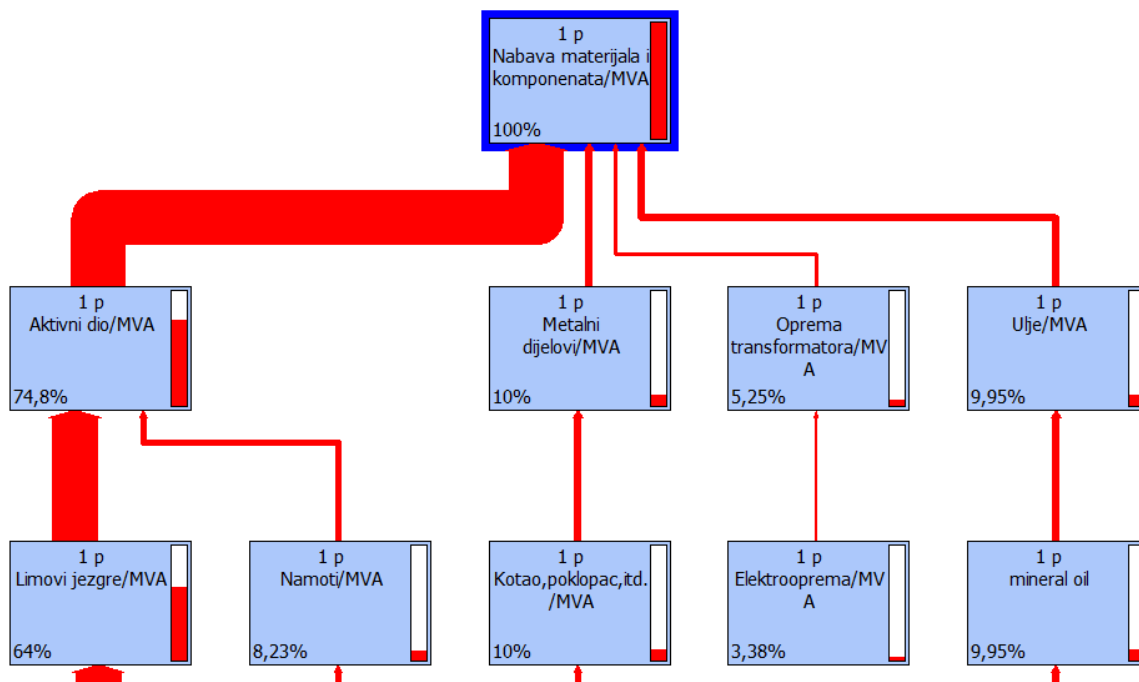 1 p
Nabava materijala i
komponenata/MVA
100%
1 p
Aktivni dio/MVA
74,8%
1 p
Metalni
dijelovi/MVA
10%
1 p
Oprema
transformatora/MV
A
5,25%
1 p
Ulje/MVA
9,95%
1 p
Limovi jezgre/MVA
64%
1 p
Namoti/MVA
8,23%
1 p
Kotao,poklopac,itd.
/MVA
10%
1 p
Elektrooprema/MV
A
3,38%
1 p
mineral oil
9,95%